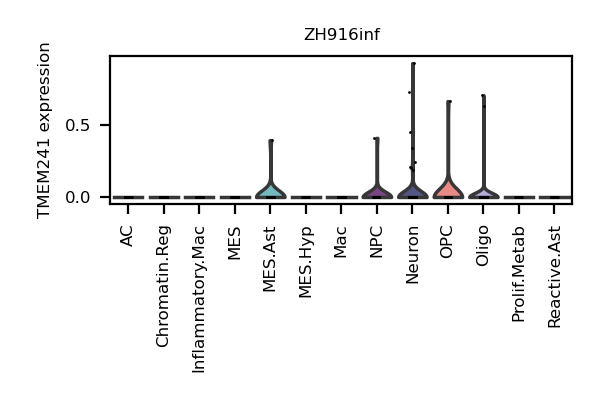 ZH916inf
TMEM241 expression
0.5
0.0
AC
Chromatin.Reg
Inflammatory.Mac
MES
MES.Ast
MES.Hyp
Mac
NPC
Neuron
OPC
Oligo
Prolif.Metab
Reactive.Ast